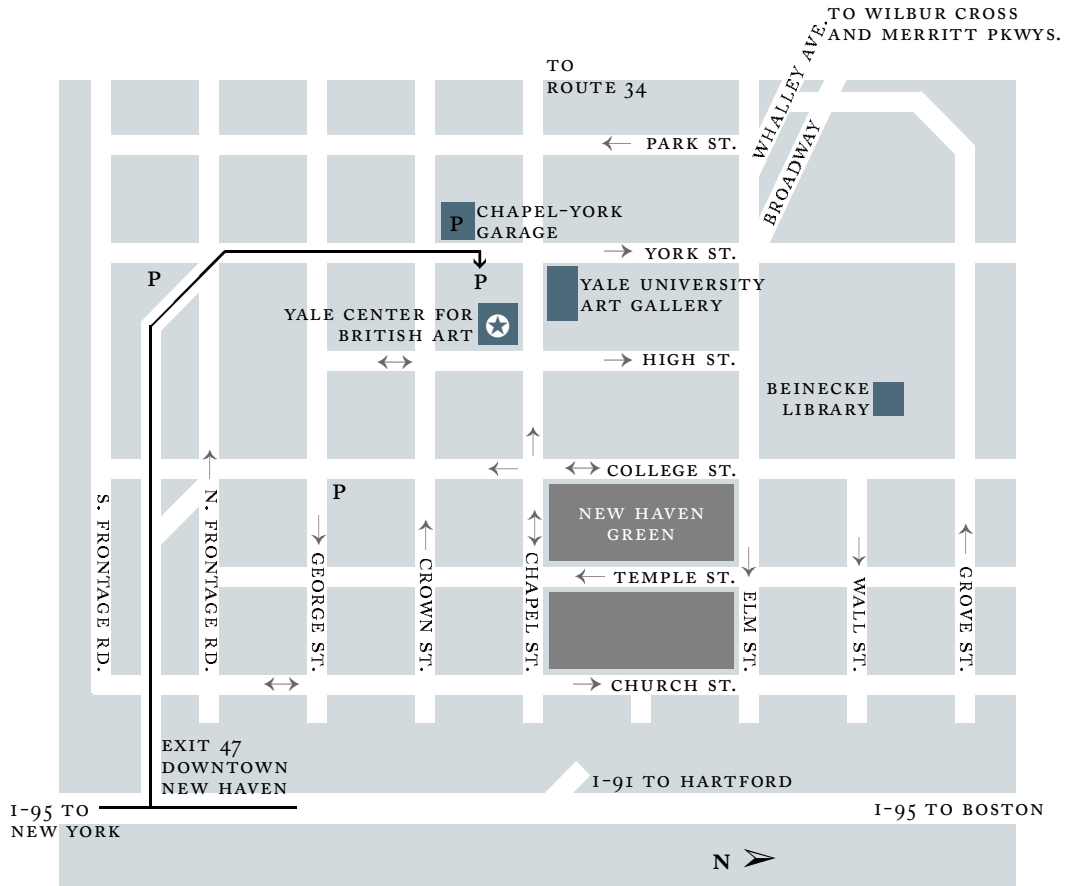 TO WILBUR CROSS
AND MERRITT PKWYS.
WHALLEY AVE.
TO
ROUTE 34
BROADWAY
← PARK ST.
P
CHAPEL-YORK
GARAGE
→ YORK ST.
P
P
YALE UNIVERSITY
ART GALLERY
YALE CENTER FOR
BRITISH ART
↔
→ HIGH ST.
BEINECKE
LIBRARY
← ↔ COLLEGE ST.
P
NEW HAVEN
GREEN
S. FRONTAGE RD.
N. FRONTAGE RD.
GEORGE ST.
CROWN ST.
CHAPEL ST.
← TEMPLE ST.
ELM ST.
WALL ST.
GROVE ST.
↔
→ CHURCH ST.
EXIT 47
DOWNTOWN
NEW HAVEN
I-91 TO HARTFORD
I-95 TO
NEW YORK
I-95 TO BOSTON
N